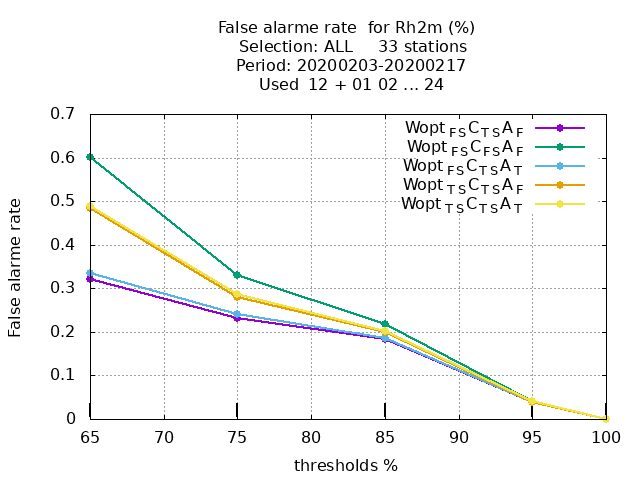 False alarme rate  for Rh2m (%)
Selection: ALL     33 stations
Period: 20200203-20200217
Used  12 + 01 02 ... 24
0.7
0.6
0.5
0.4
0.3
0.2
0.1
0
False alarme rate
Wopt FS C TS A F
Wopt FS C FS A F
Wopt FS C TS A T
Wopt TS C TS A F
Wopt TS C TS A T
65 70 75 80 85 90 95 100
thresholds %